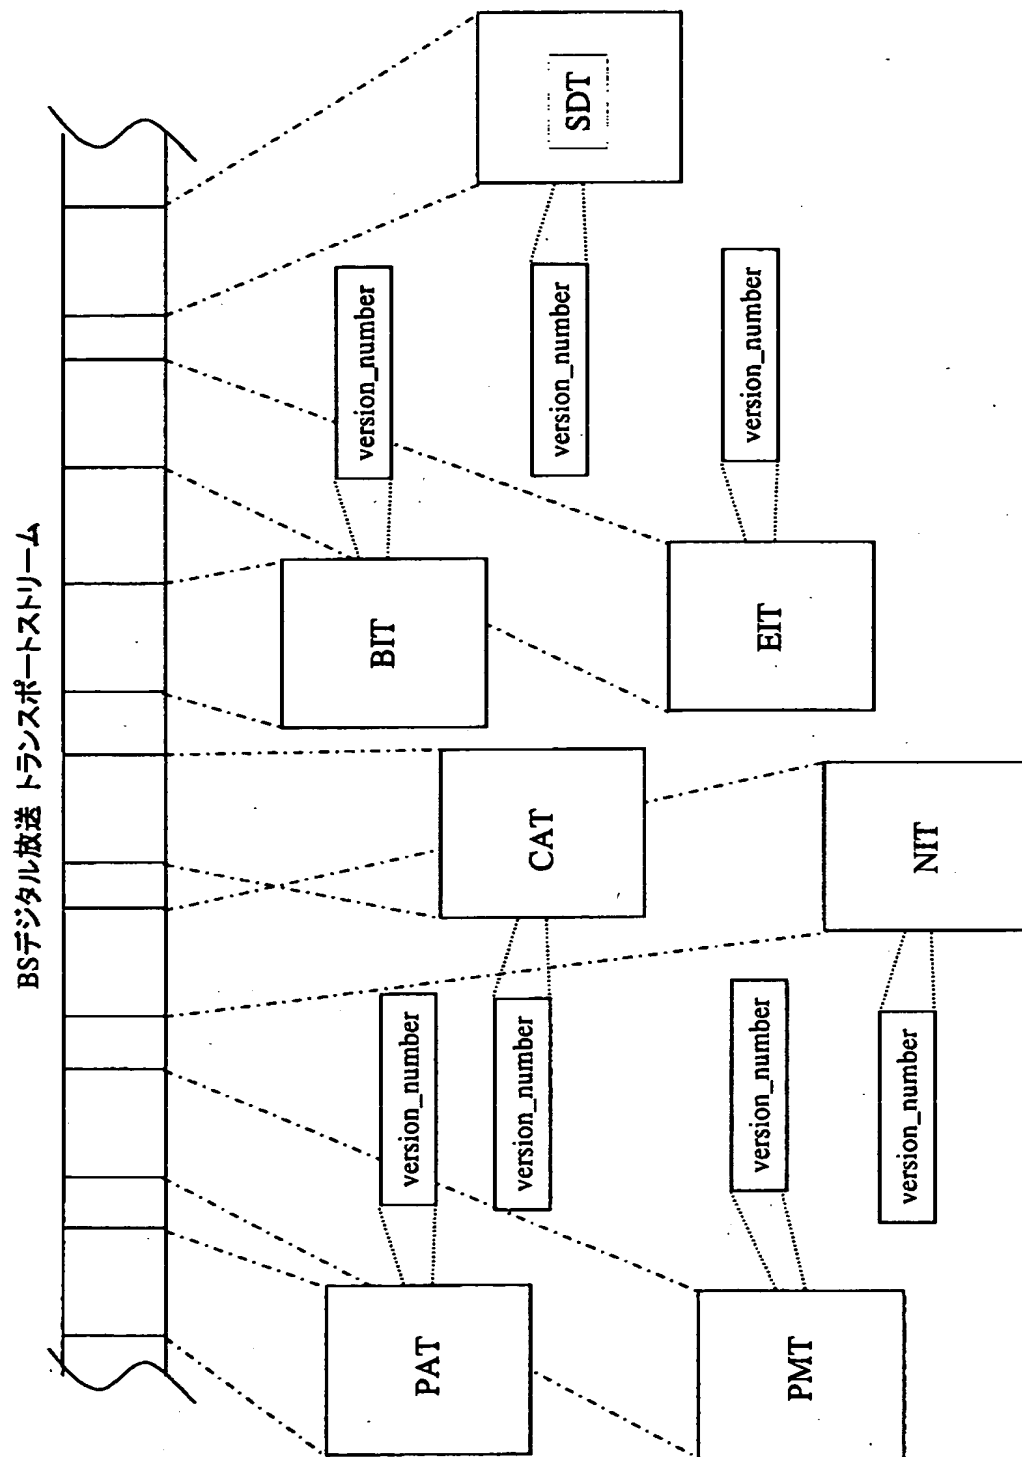 BSデジタル放送 トランスポートストリーム
PAT
version_number
PMT
version_number
CAT
version_number
NIT
version_number
BIT
version_number
EIT
version_number
SDT
version_number